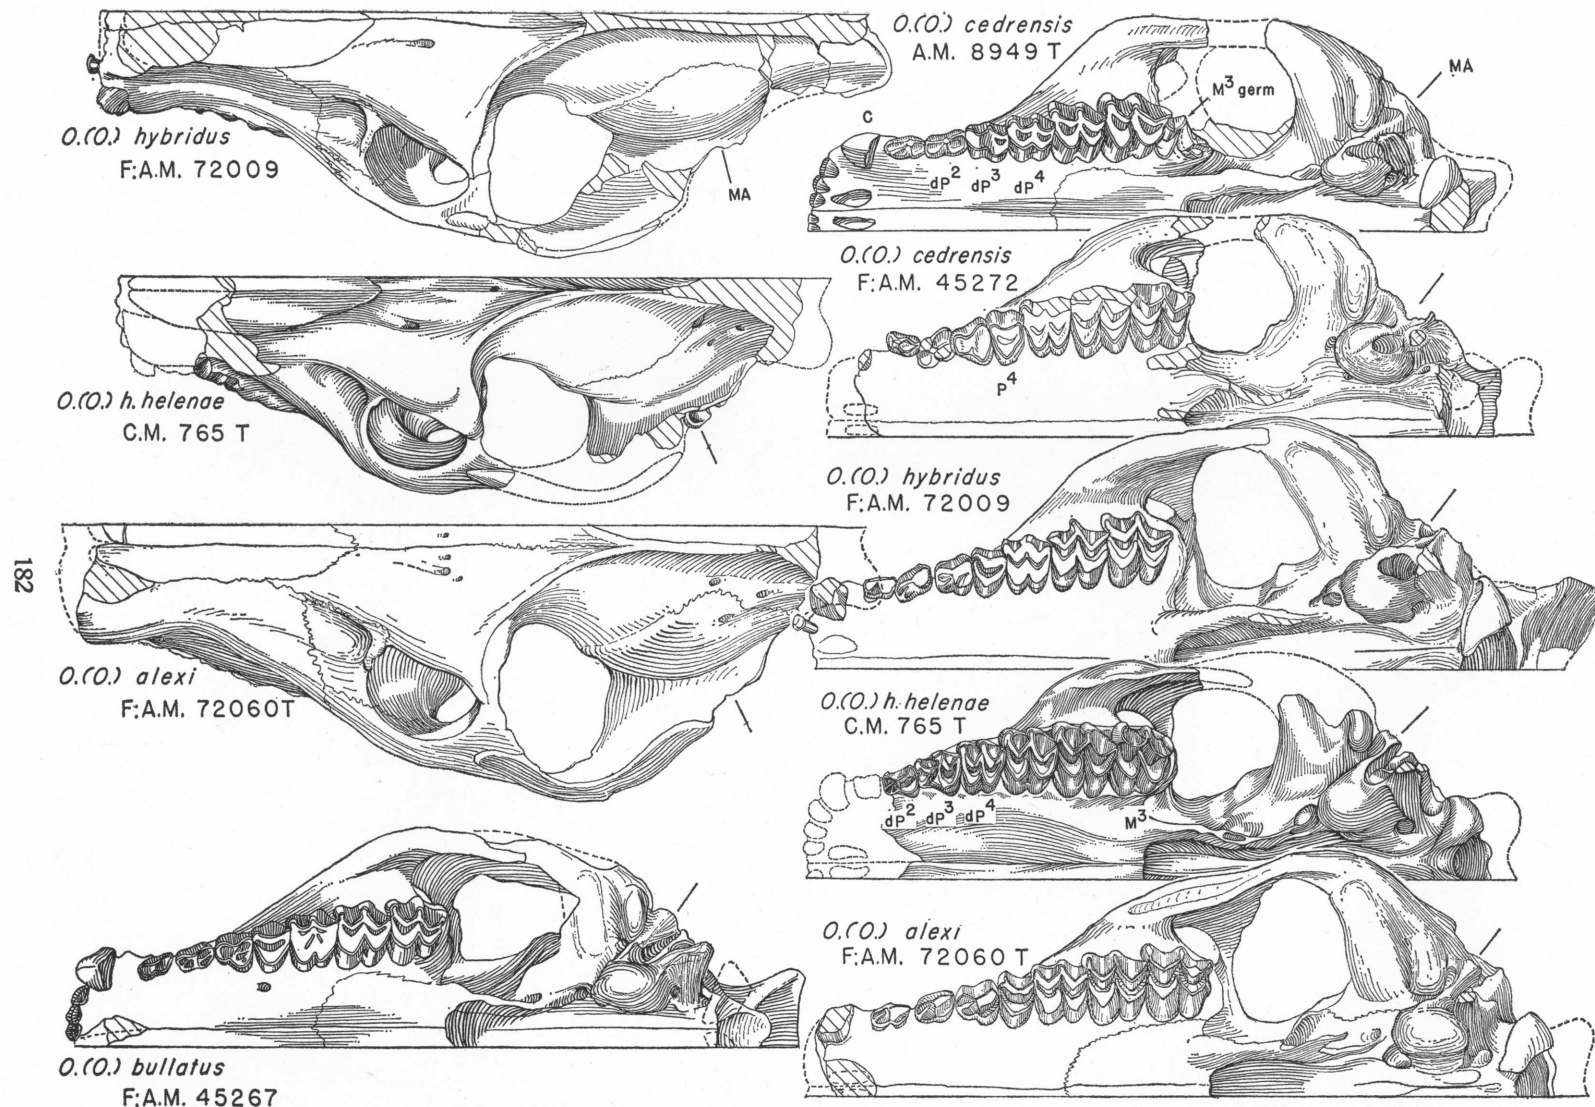 O.(O.) hybridus
F:A.M. 72009
MA
O.(O.) h. helenae
C.M. 765 T
O.(O.) alexi
F:A.M. 72060T
O.(O.) bullatus
F:A.M. 45267
182
O.(O.) cedrensis
A.M. 8949 T
MA
M³ germ
C
dP² dP³ dP⁴
O.(O.) cedrensis
F:A.M. 45272
P⁴
O.(O.) hybridus
F:A.M. 72009
O.(O.) h. helenae
C.M. 765 T
dP² dP³ dP⁴ M³
O.(O.) alexi
F:A.M. 72060 T